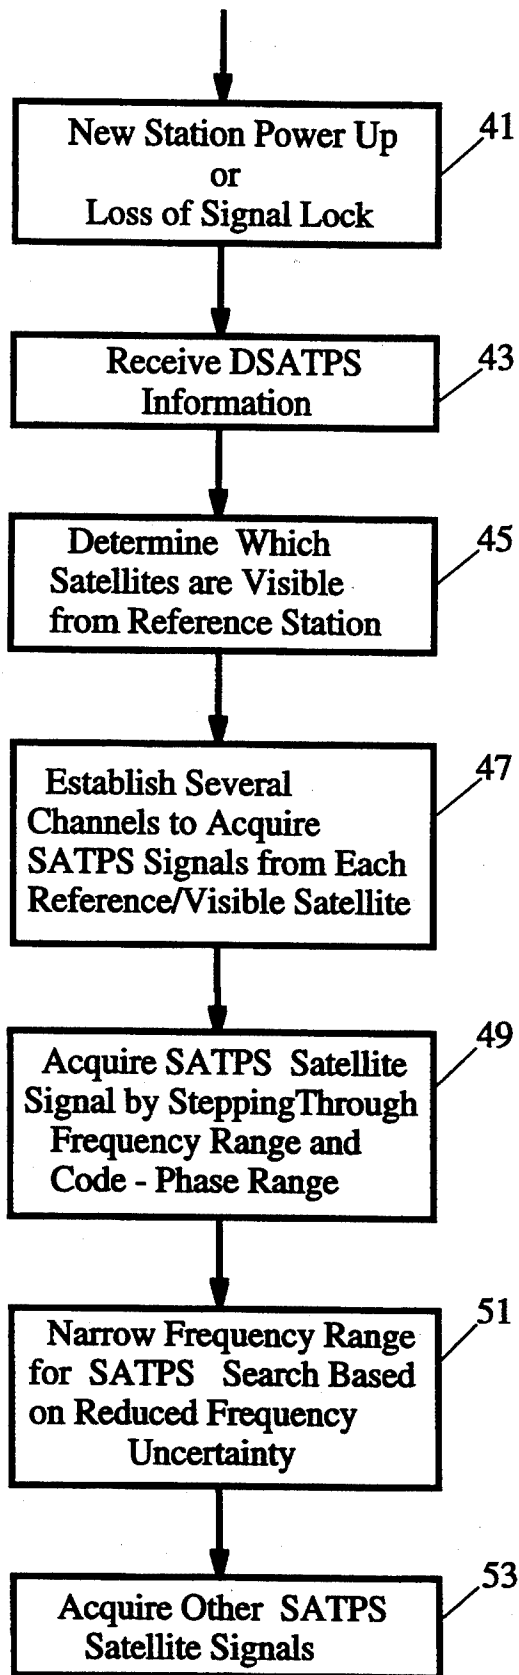 New Station Power Up
or
Loss of Signal Lock
41
Receive DSATPS
Information
43
Determine Which
Satellites are Visible
from Reference Station
45
Establish Several
Channels to Acquire
SATPS Signals from Each
Reference/Visible Satellite
47
Acquire SATPS Satellite
Signal by SteppingThrough
Frequency Range and
Code - Phase Range
49
Narrow Frequency Range
for SATPS Search Based
on Reduced Frequency
Uncertainty
51
Acquire Other SATPS
Satellite Signals
53